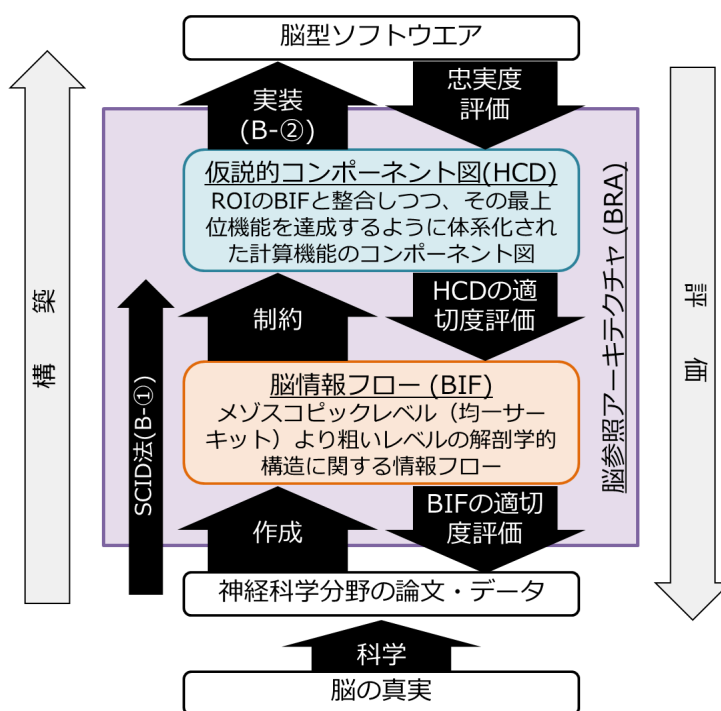 脳型ソフトウエア
実装
(B-②)
忠実度
評価
仮説的コンポーネント図(HCD)
ROIのBIFと整合しつつ、その最上
位機能を達成するように体系化され
た計算機能のコンポーネント図
制約
HCDの適
切度評価
脳情報フロー (BIF)
メゾスコピックレベル（均一サー
キット）より粗いレベルの解剖学的
構造に関する情報フロー
作成
BIFの適切
度評価
神経科学分野の論文・データ
科学
脳の真実
構築
SCID法(B-①)
脳参照アーキテクチャ (BRA)
評価